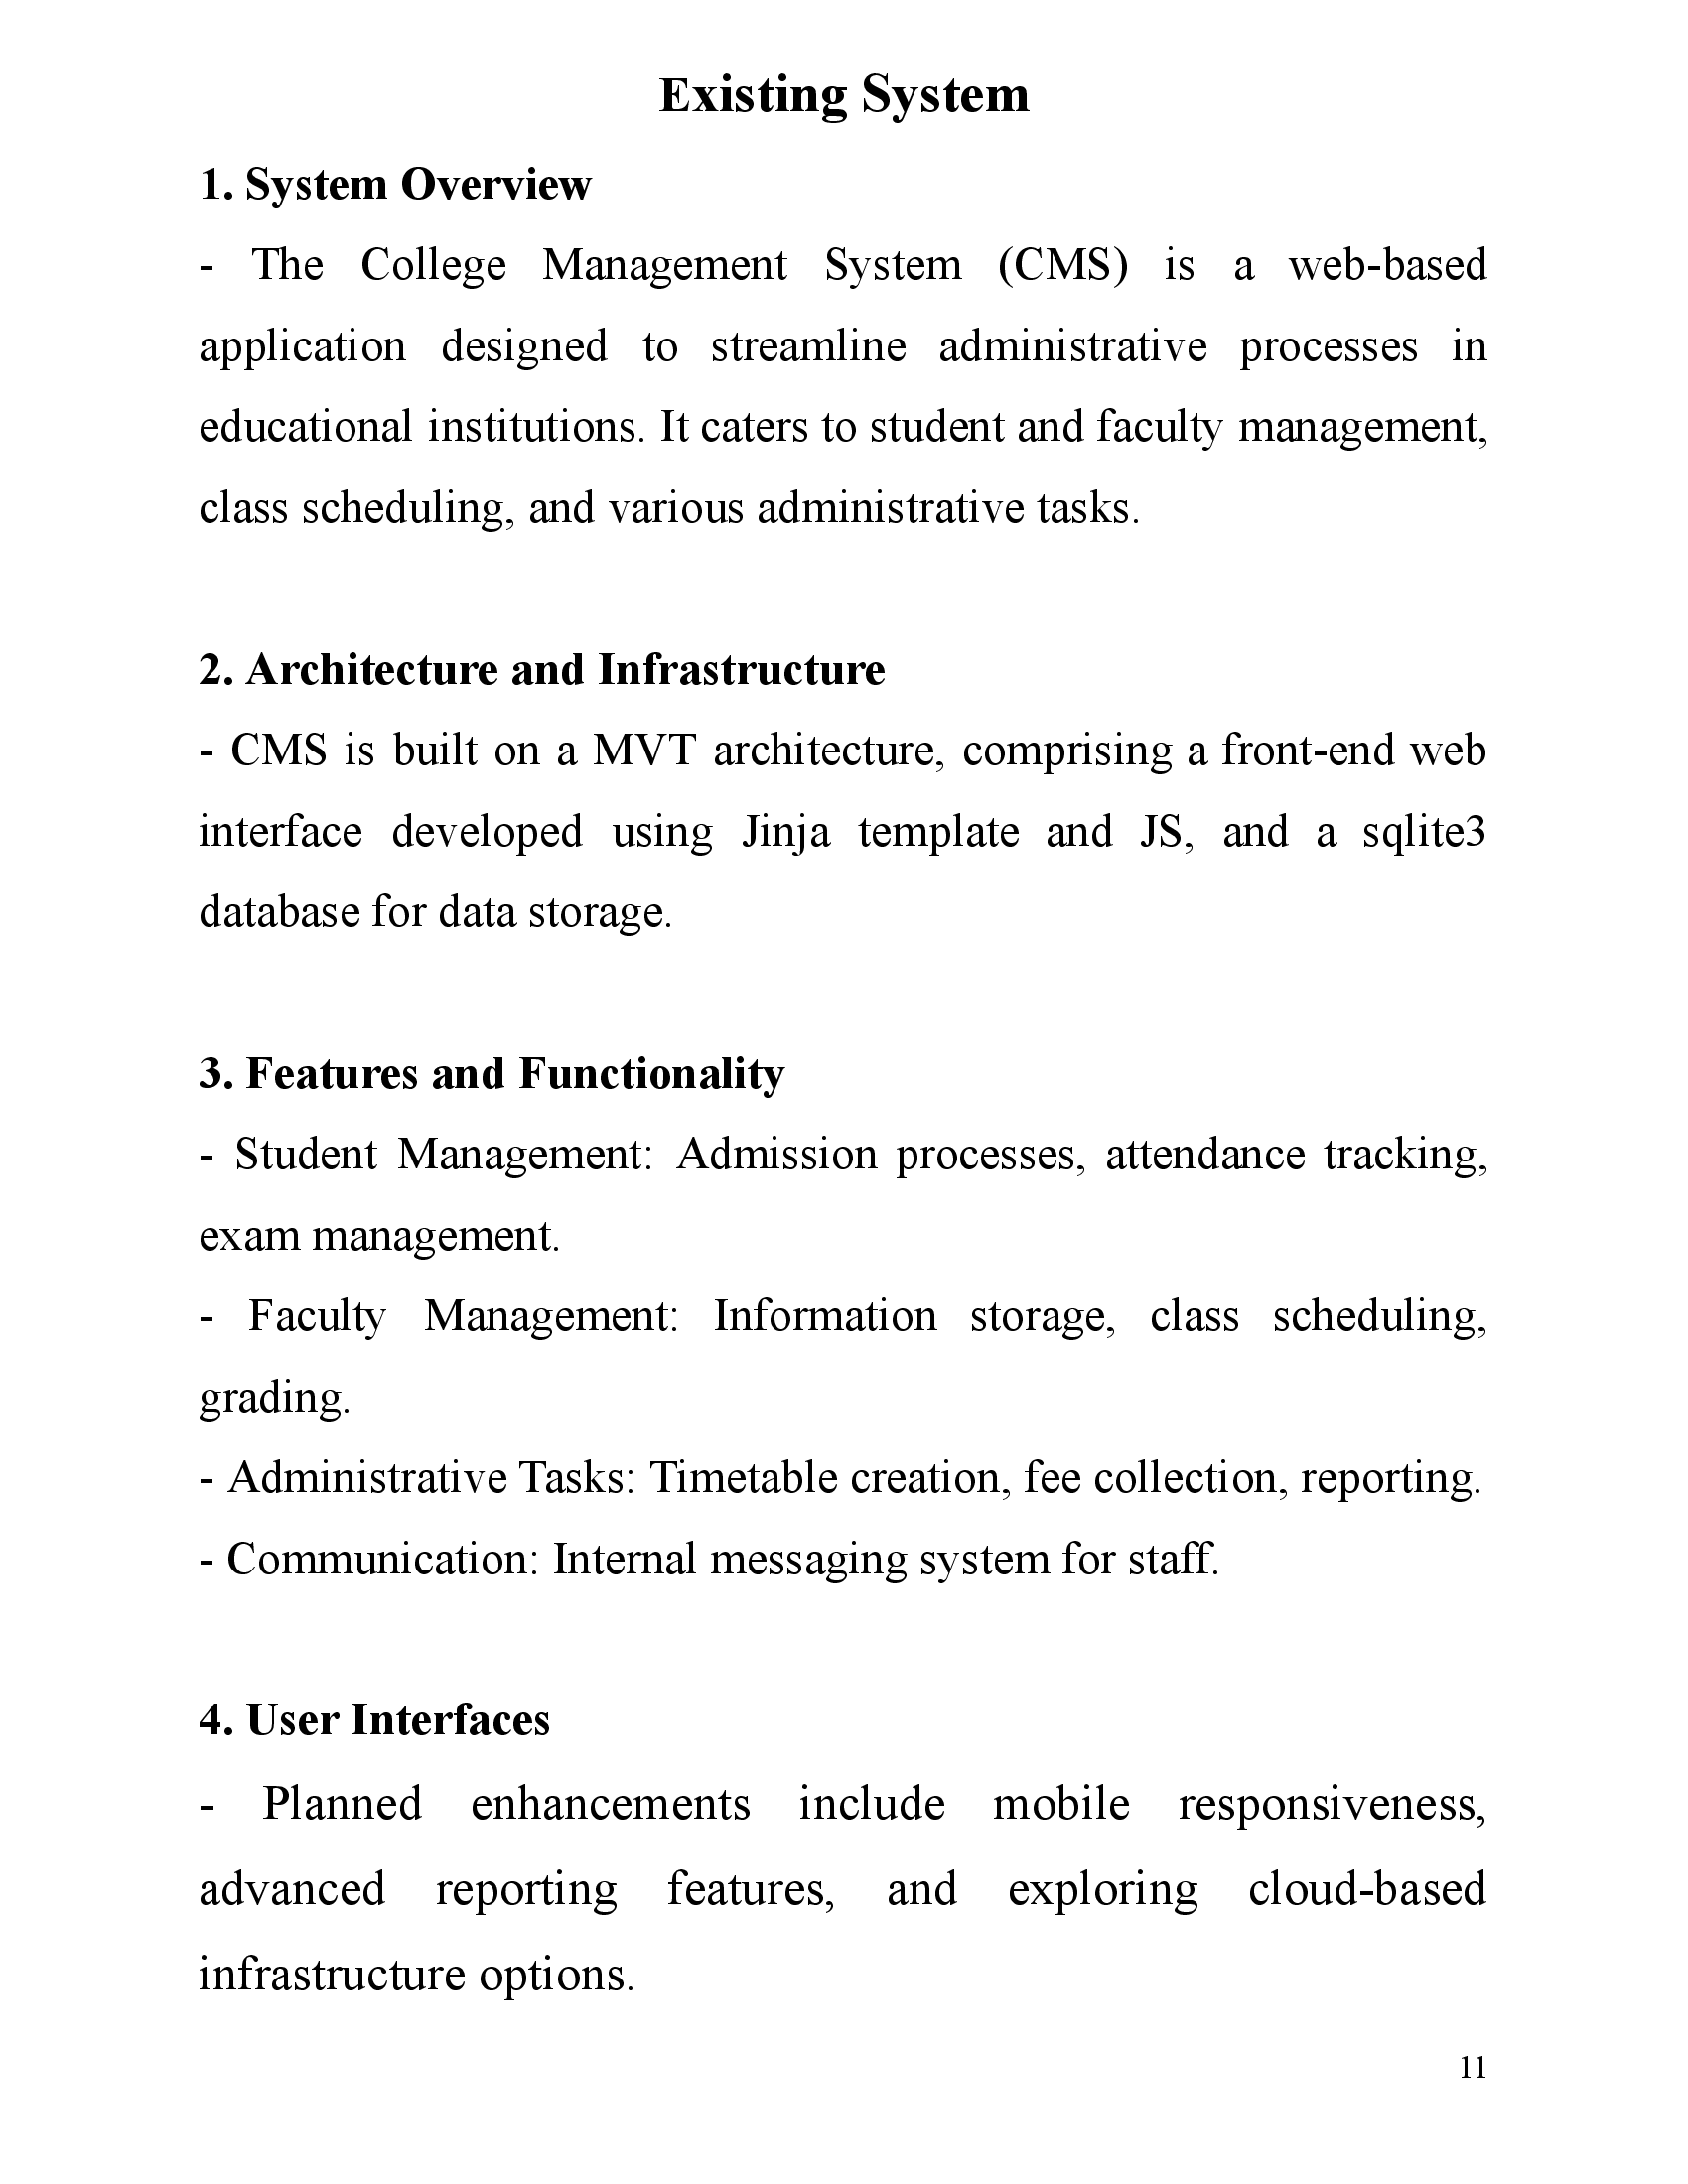 Existing System
1. System Overview
- The College Management System (CMS) is a web-based
application designed to streamline administrative processes in
educational institutions. It caters to student and faculty management,
class scheduling, and various administrative tasks.
2. Architecture and Infrastructure
- CMS is built on a MVT architecture, comprising a front-end web
interface developed using Jinja template and JS, and a sqlite3
database for data storage.
3. Features and Functionality
- Student Management: Admission processes, attendance tracking,
exam management.
- Faculty Management: Information storage, class scheduling,
grading.
- Administrative Tasks: Timetable creation, fee collection, reporting.
- Communication: Internal messaging system for staff.
4. User Interfaces
- Planned enhancements include mobile responsiveness,
advanced reporting features, and exploring cloud-based
infrastructure options.
11